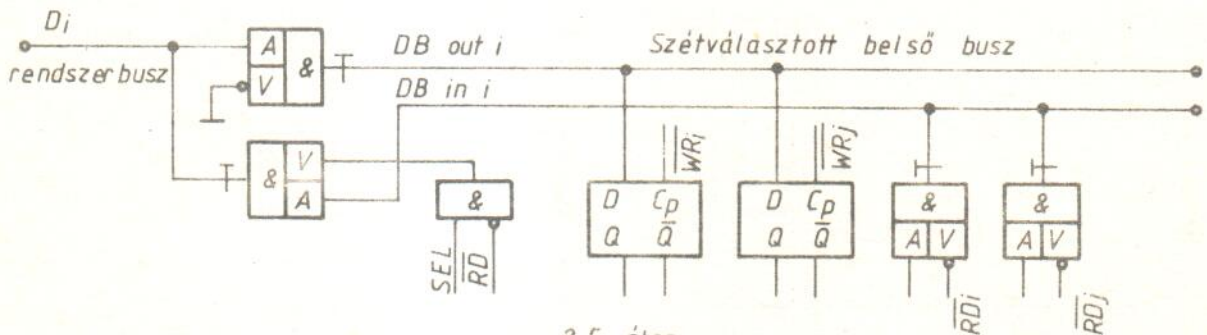 Di
rendszerbusz
A
V
&
DB out i
Szétválasztott belső busz
DB in i
&
V
A
&
SEL
RD
WRi
D Cp
Q Q
WRj
D Cp
Q Q
&
A V
RDi
&
A V
RDj